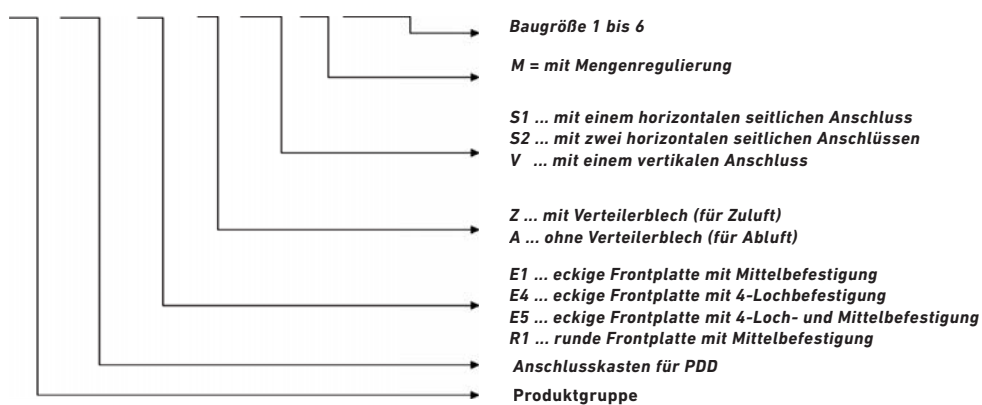 Baugröße 1 bis 6
M = mit Mengenregulierung
S1 ... mit einem horizontalen seitlichen Anschluss
S2 ... mit zwei horizontalen seitlichen Anschlüssen
V ... mit einem vertikalen Anschluss
Z ... mit Verteilerblech (für Zuluft)
A ... ohne Verteilerblech (für Abluft)
E1 ... eckige Frontplatte mit Mittelbefestigung
E4 ... eckige Frontplatte mit 4-Lochbefestigung
E5 ... eckige Frontplatte mit 4-Loch- und Mittelbefestigung
R1 ... runde Frontplatte mit Mittelbefestigung
Anschlusskasten für PDD
Produktgruppe